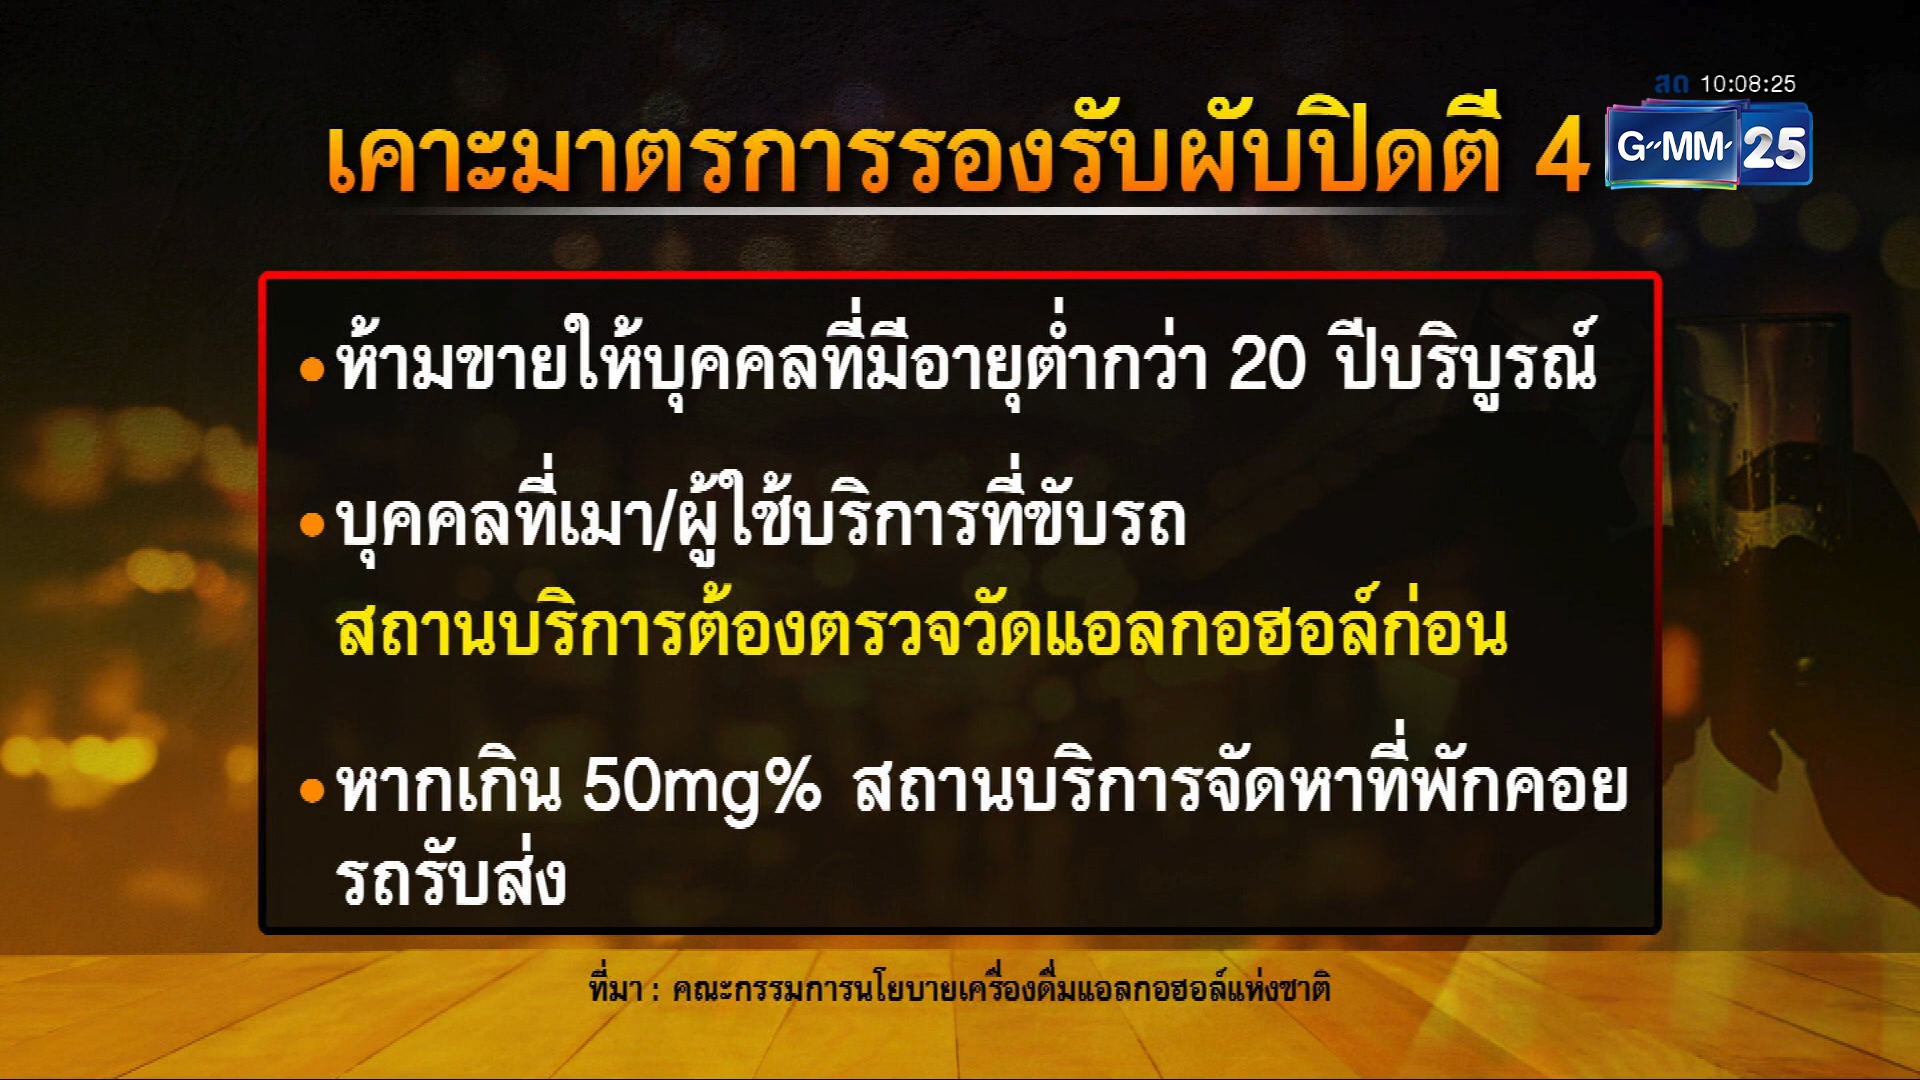 สด 10:08:25
เคาะมาตรการรองรับผับปิดตี 4
GMM 25
• ห้ามขายให้บุคคลที่มีอายุต่ำกว่า 20 ปีบริบูรณ์
• บุคคลที่เมา/ผู้ใช้บริการที่ขับรถ
สถานบริการต้องตรวจวัดแอลกอฮอล์ก่อน
• หากเกิน 50mg% สถานบริการจัดหาที่พักคอย
รถรับส่ง
ที่มา : คณะกรรมการนโยบายเครื่องดื่มแอลกอฮอล์แห่งชาติ